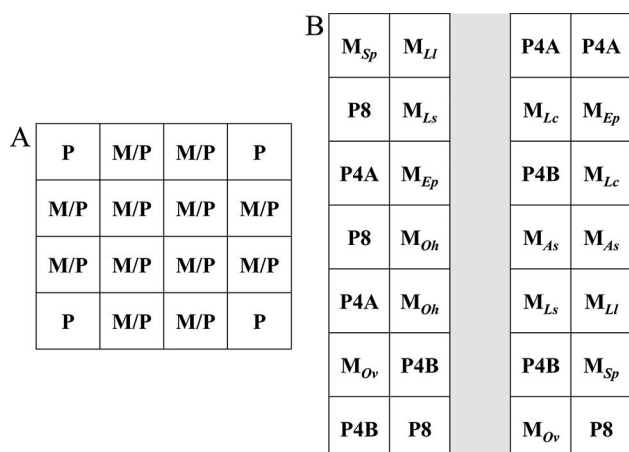 A
P M/P M/P P
M/P M/P M/P M/P
M/P M/P M/P M/P
P M/P M/P P
B
MSp MLl P4A P4A
P8 MLs MLc MEp
P4A MEp P4B MLc
P8 MOh MAs MAs
P4A MOh MLs MLl
MOv P4B P4B MSp
P4B P8 MOv P8